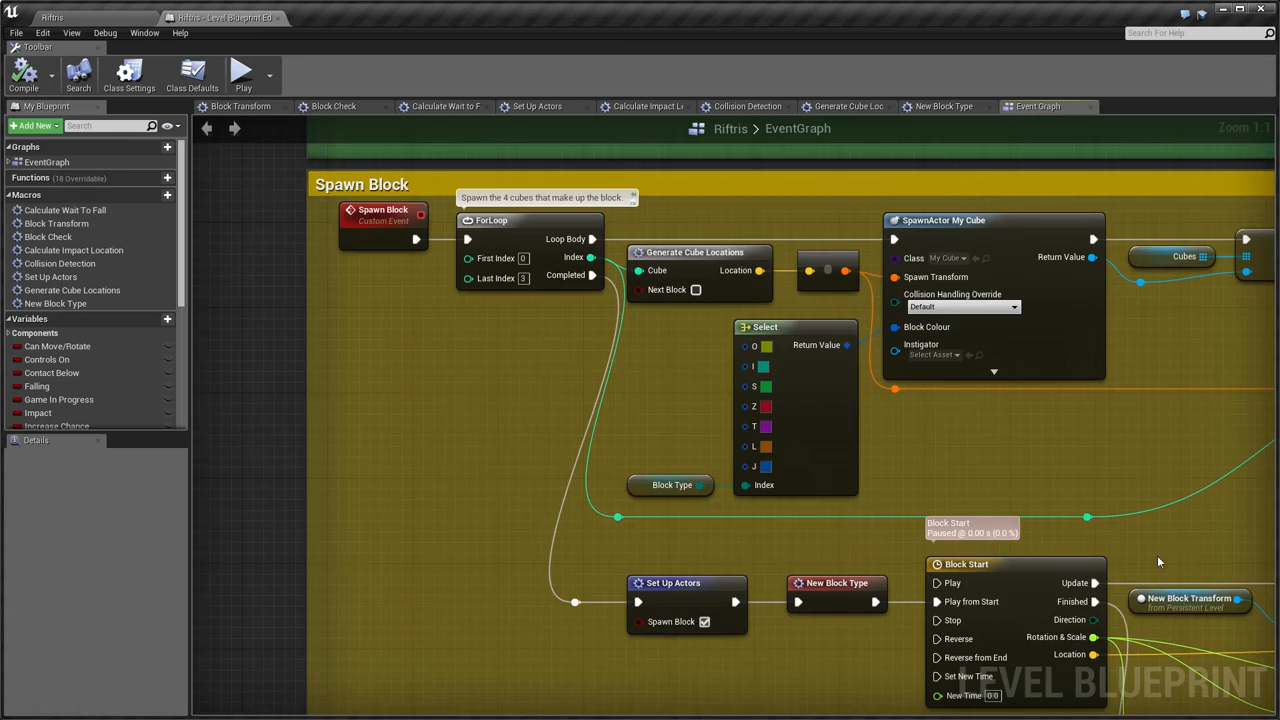 Riftris
Riftris - Level Blueprint Ed
File Edit View Debug Window Help
Search For Help
Toolbar
Compile Search Class Settings Class Defaults Play
My Blueprint
Block Transform Block Check Calculate Wait to F Set Up Actors Calculate Impact Lo Collision Detection Generate Cube Loc New Block Type Event Graph
Add New Search
Riftris > EventGraph
Zoom 1:1
Graphs
EventGraph
Functions (18 Overridable)
Macros
Calculate Wait To Fall
Block Transform
Block Check
Calculate Impact Location
Collision Detection
Set Up Actors
Generate Cube Locations
New Block Type
Variables
Components
Can Move/Rotate
Controls On
Contact Below
Falling
Game In Progress
Impact
Increase Chance
Details
Spawn Block
Spawn the 4 cubes that make up the block.
Spawn Block
Custom Event
ForLoop
Loop Body
First Index 0
Index
Last Index 3
Completed
Generate Cube Locations
Cube
Location
Next Block
SpawnActor My Cube
Class My Cube
Return Value
Spawn Transform
Collision Handling Override
Default
Block Colour
Instigator
Select Asset
Cubes
Select
O
Return Value
I
S
Z
T
L
J
Index
Block Type
Block Start
Paused @ 0.00 s (0.0 %)
Set Up Actors
Spawn Block
New Block Type
Block Start
Play
Update
Play from Start
Finished
Stop
Direction
Reverse
Rotation & Scale
Reverse from End
Location
Set New Time
New Time 0.0
New Block Transform
from Persistent Level
LEVEL BLUEPRINT